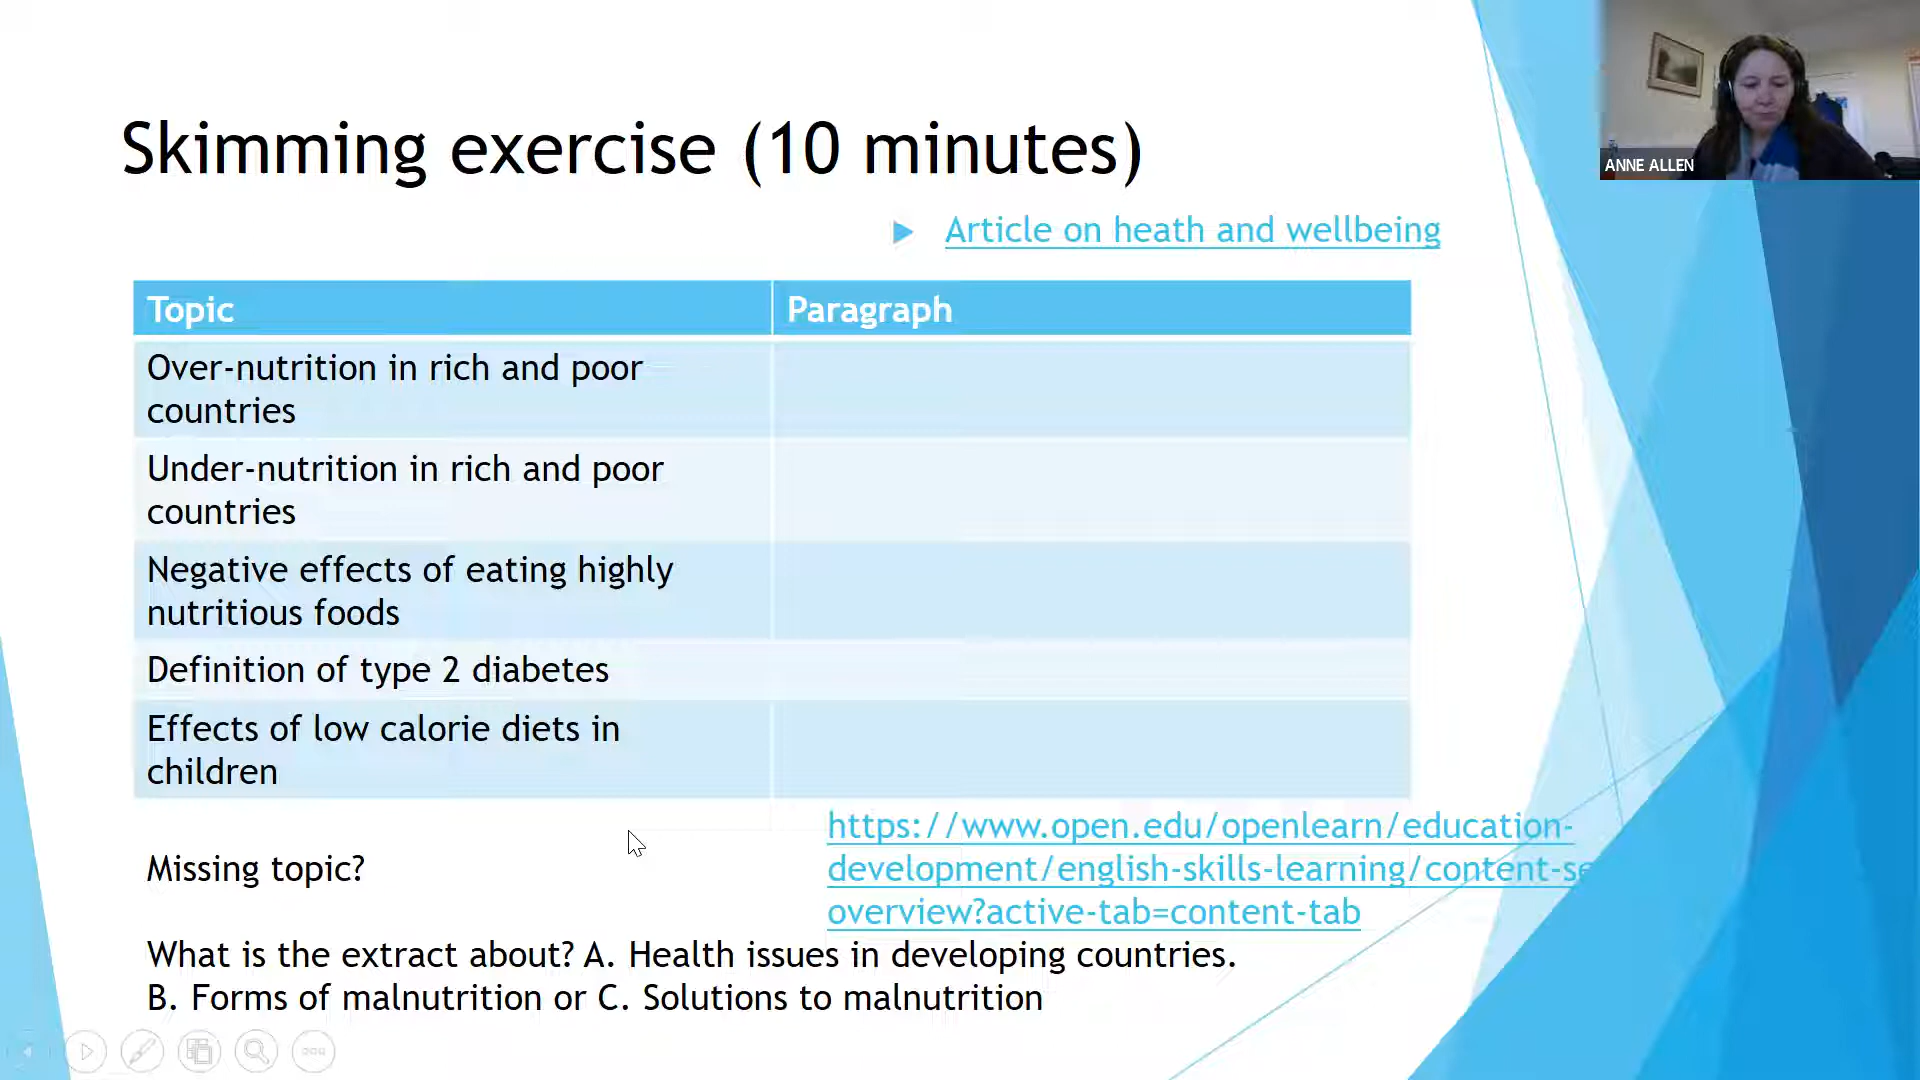 Skimming exercise (10 minutes)
ANNE ALLEN
Article on heath and wellbeing
Topic
Paragraph
Over-nutrition in rich and poor
countries
Under-nutrition in rich and poor
countries
Negative effects of eating highly
nutritious foods
Definition of type 2 diabetes
Effects of low calorie diets in
children
https://www.open.edu/openlearn/education-
development/english-skills-learning/content-se
overview?active-tab=content-tab
Missing topic?
What is the extract about? A. Health issues in developing countries.
B. Forms of malnutrition or C. Solutions to malnutrition